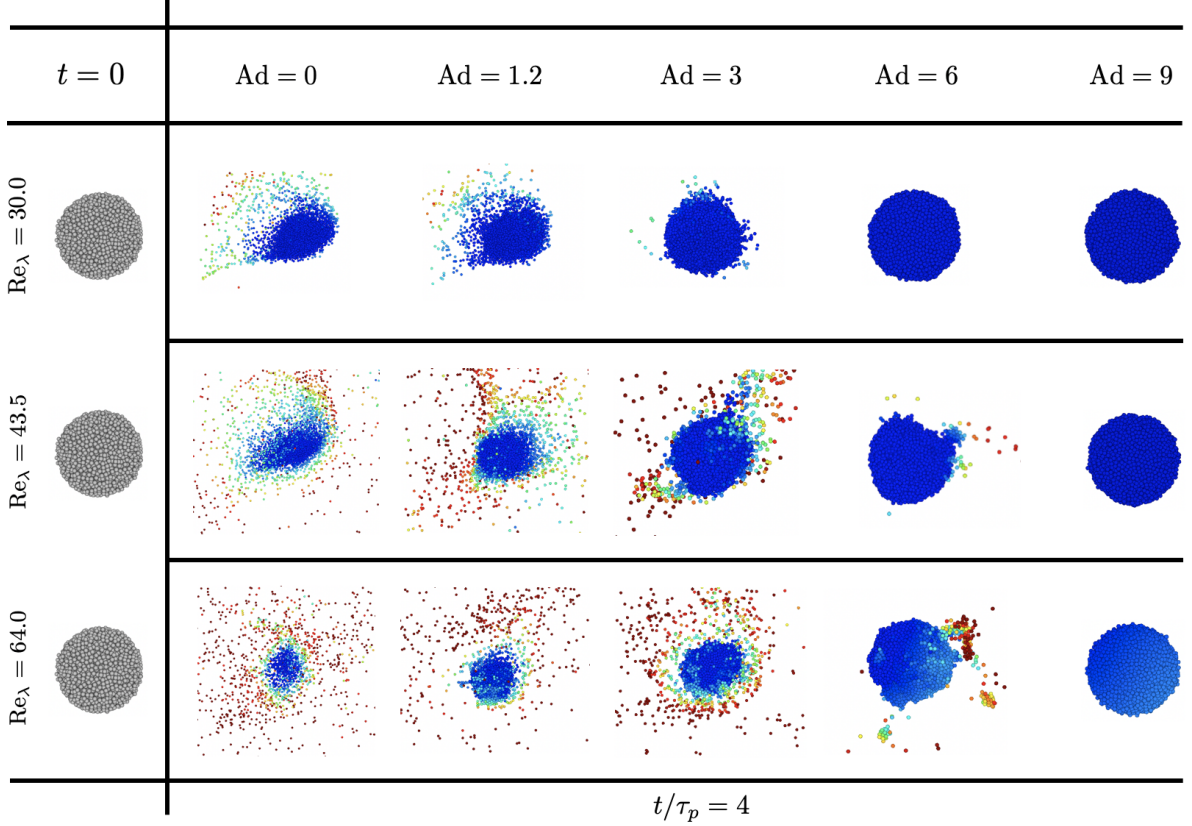 t = 0 Ad = 0 Ad = 1.2 Ad = 3 Ad = 6 Ad = 9
Re_λ = 30.0
Re_λ = 43.5
Re_λ = 64.0
t/τ_p = 4